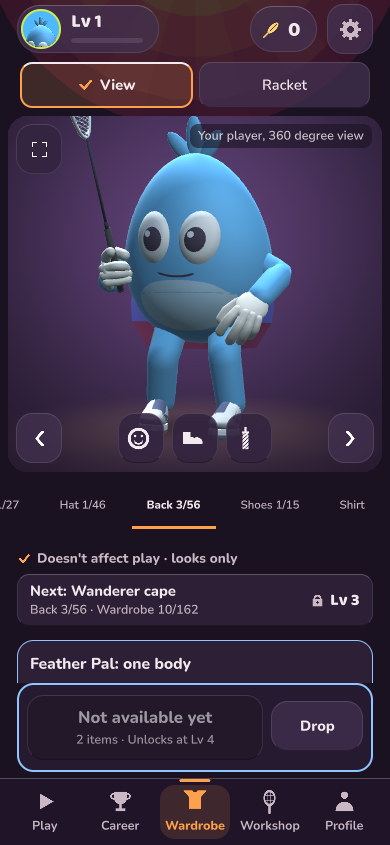 Lv 1
0
View
Racket
Your player, 360 degree view
/27
Hat 1/46
Back 3/56
Shoes 1/15
Shirt
Doesn't affect play · looks only
Next: Wanderer cape
Back 3/56 · Wardrobe 10/162
Lv 3
Feather Pal: one body
Not available yet
2 items · Unlocks at Lv 4
Drop
Play
Career
Wardrobe
Workshop
Profile